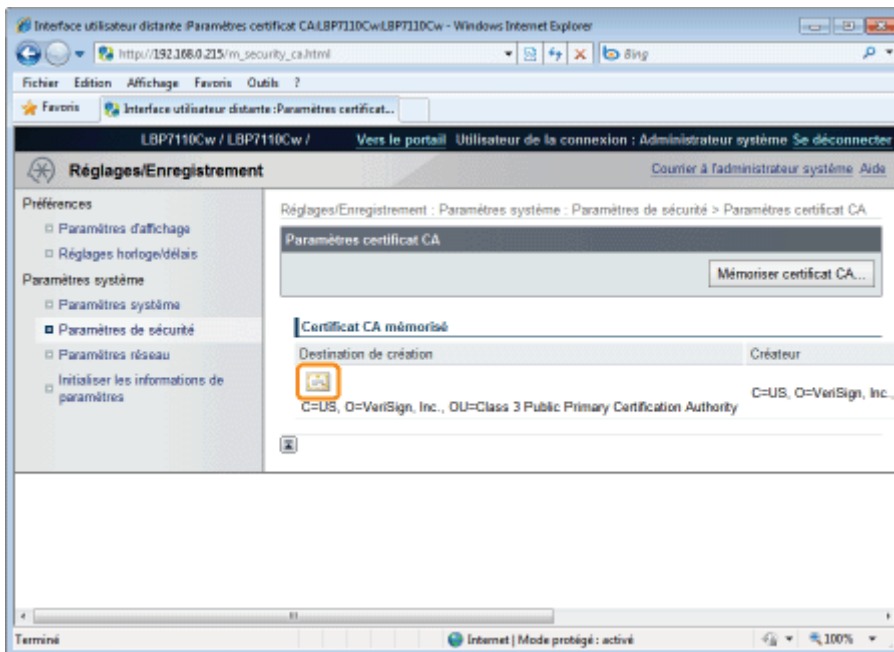 Interface utilisateur distante :Paramètres certificat CA:LBP7110Cw:LBP7110Cw - Windows Internet Explorer
http://192.168.0.215/m_security_ca.html
Bing
Fichier Edition Affichage Favoris Outils ?
Favoris Interface utilisateur distante :Paramètres certificat...
LBP7110Cw / LBP7110Cw / Vers le portail Utilisateur de la connexion : Administrateur système Se déconnecter
Réglages/Enregistrement Courrier à l'administrateur système Aide
Préférences
Paramètres d'affichage
Réglages horloge/délais
Paramètres système
Paramètres système
Paramètres de sécurité
Paramètres réseau
Initialiser les informations de
paramètres
Réglages/Enregistrement : Paramètres système : Paramètres de sécurité > Paramètres certificat CA
Paramètres certificat CA
Mémoriser certificat CA...
Certificat CA mémorisé
Destination de création Créateur
C=US, O=VeriSign, Inc., OU=Class 3 Public Primary Certification Authority C=US, O=VeriSign, Inc.,
Terminé Internet | Mode protégé : activé 100%